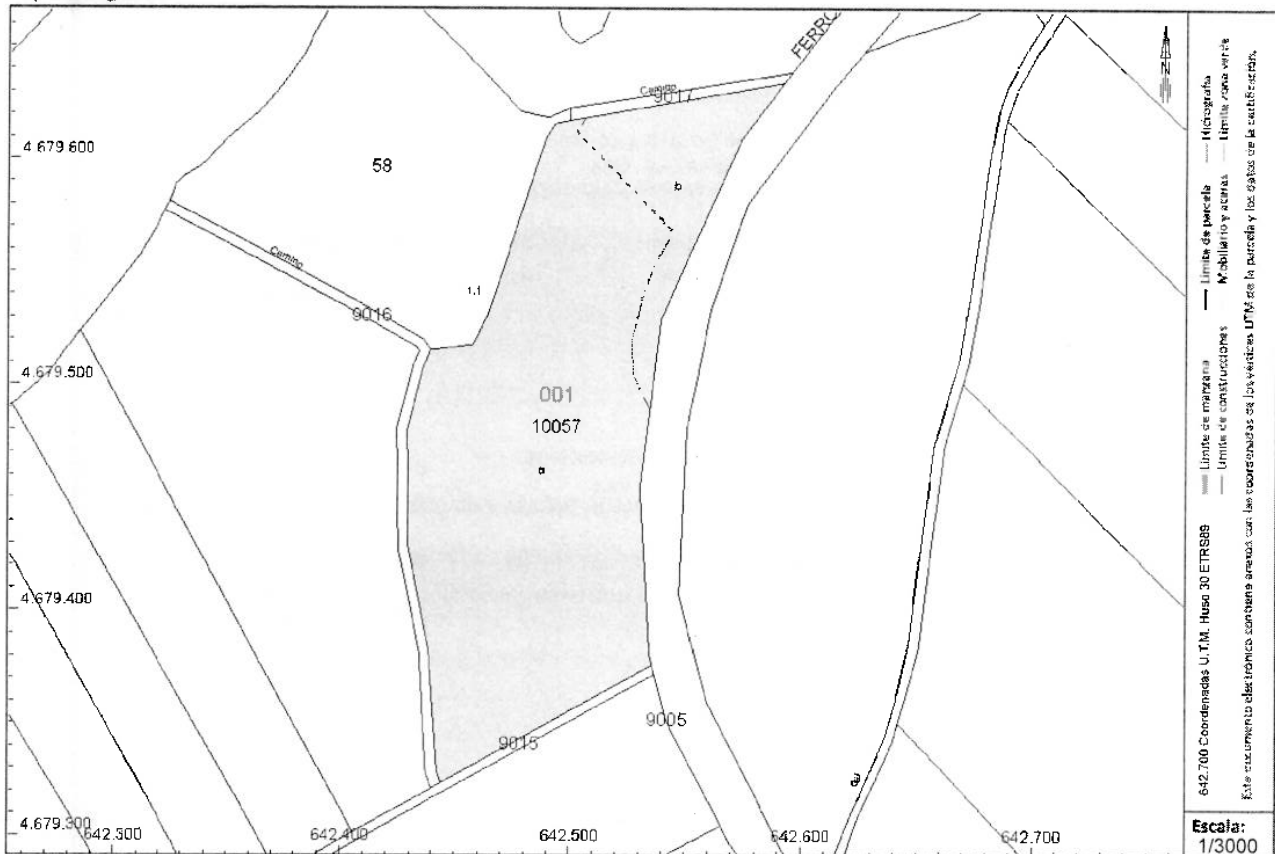 FERRO
Camino
9017
4.679.600
58
b
Camino
1.1
9016
4.679.500
001
10057
a
4.679.400
9005
9015
a
4.679.300
642.300
642.400
642.500
642.600
642.700
N
642.700 Coordenadas U.T.M. Huso 30 ETRS89
Límite de manzana
Límite de parcela
Hidrografía
Límite de construcciones
Mobiliario y aceras
Límite zona verde
Este documento electrónico contiene anexos con las coordenadas de los vértices UTM de la parcela y los datos de la certificación.
Escala:
1/3000